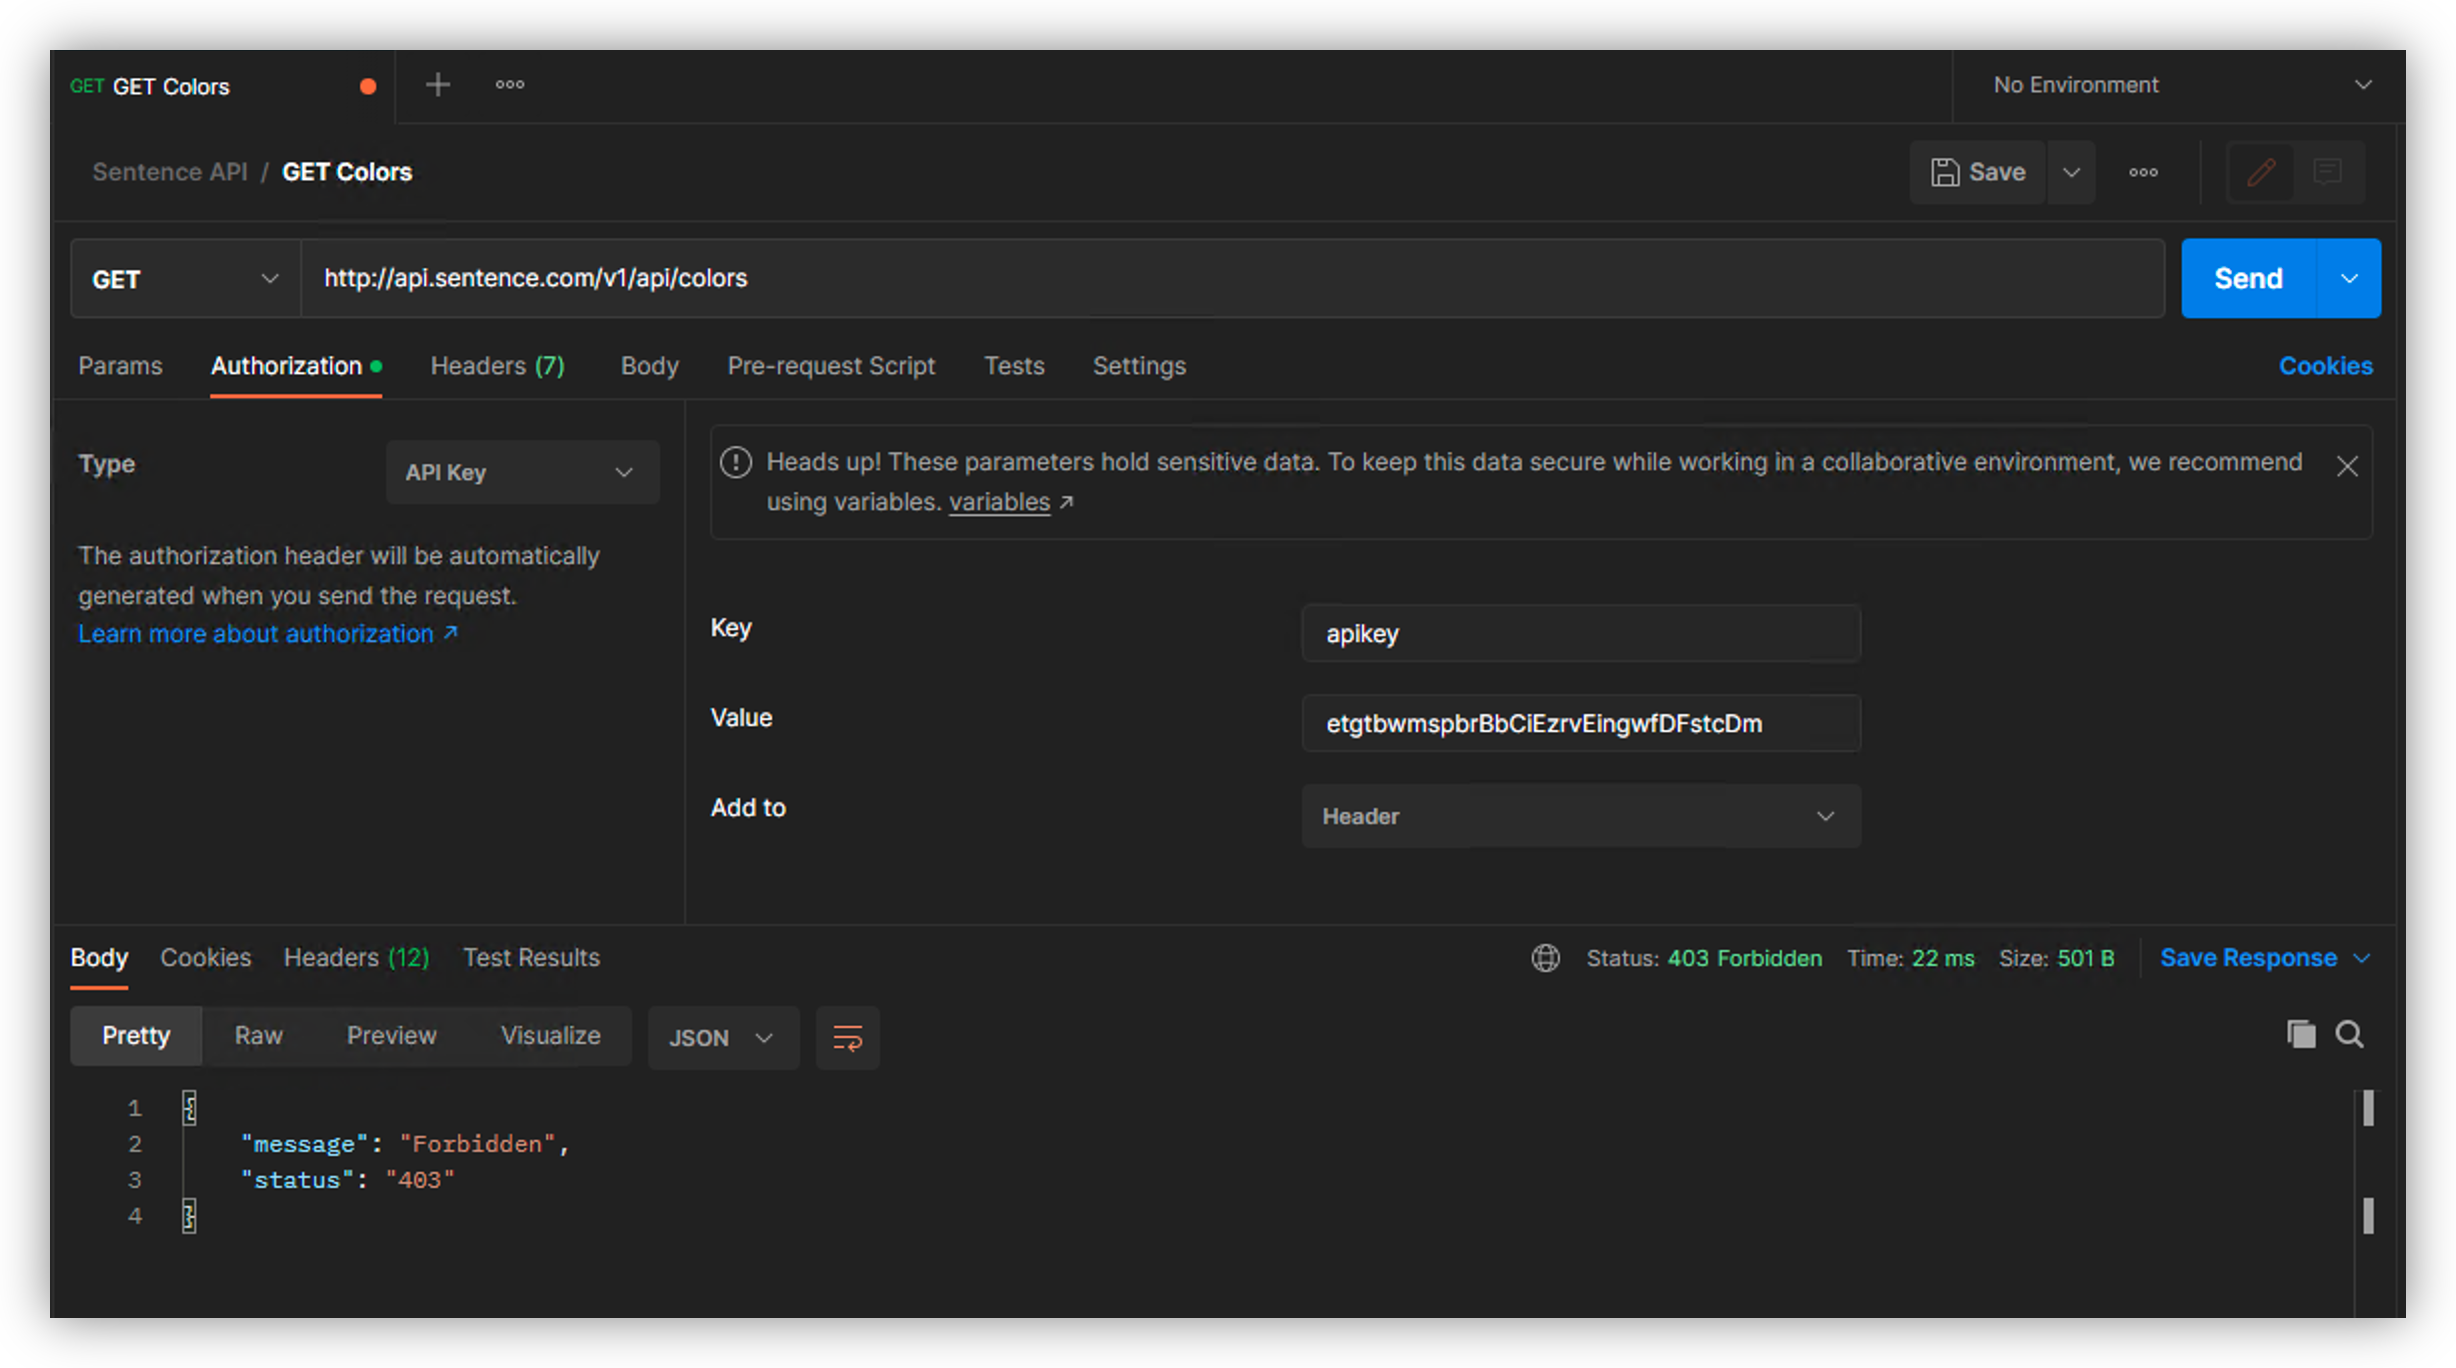 GET GET Colors
No Environment
Sentence API / GET Colors
Save
GET
http://api.sentence.com/v1/api/colors
Send
Params Authorization Headers (7) Body Pre-request Script Tests Settings Cookies
Type
API Key
Heads up! These parameters hold sensitive data. To keep this data secure while working in a collaborative environment, we recommend
using variables. variables ↗
The authorization header will be automatically
generated when you send the request.
Learn more about authorization ↗
Key
apikey
Value
etgtbwmspbrBbCiEzrvEingwfDFstcDm
Add to
Header
Body Cookies Headers (12) Test Results
Status: 403 Forbidden Time: 22 ms Size: 501 B Save Response
Pretty Raw Preview Visualize JSON
1 {
2 "message": "Forbidden",
3 "status": "403"
4 }